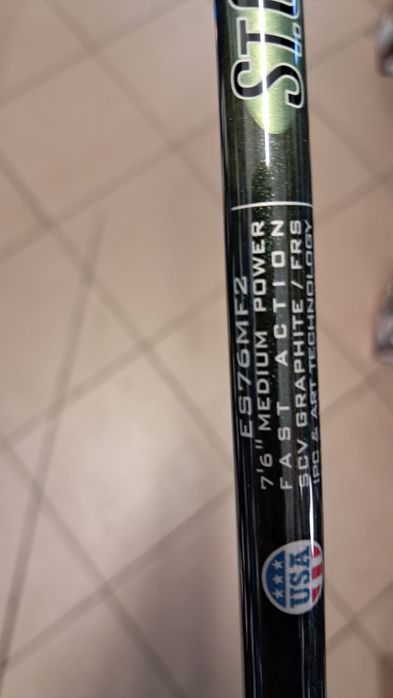 ES76MF2
7'6" MEDIUM POWER
FAST ACTION
SCV GRAPHITE / FRS
IPC & ART TECHNOLOGY
USA